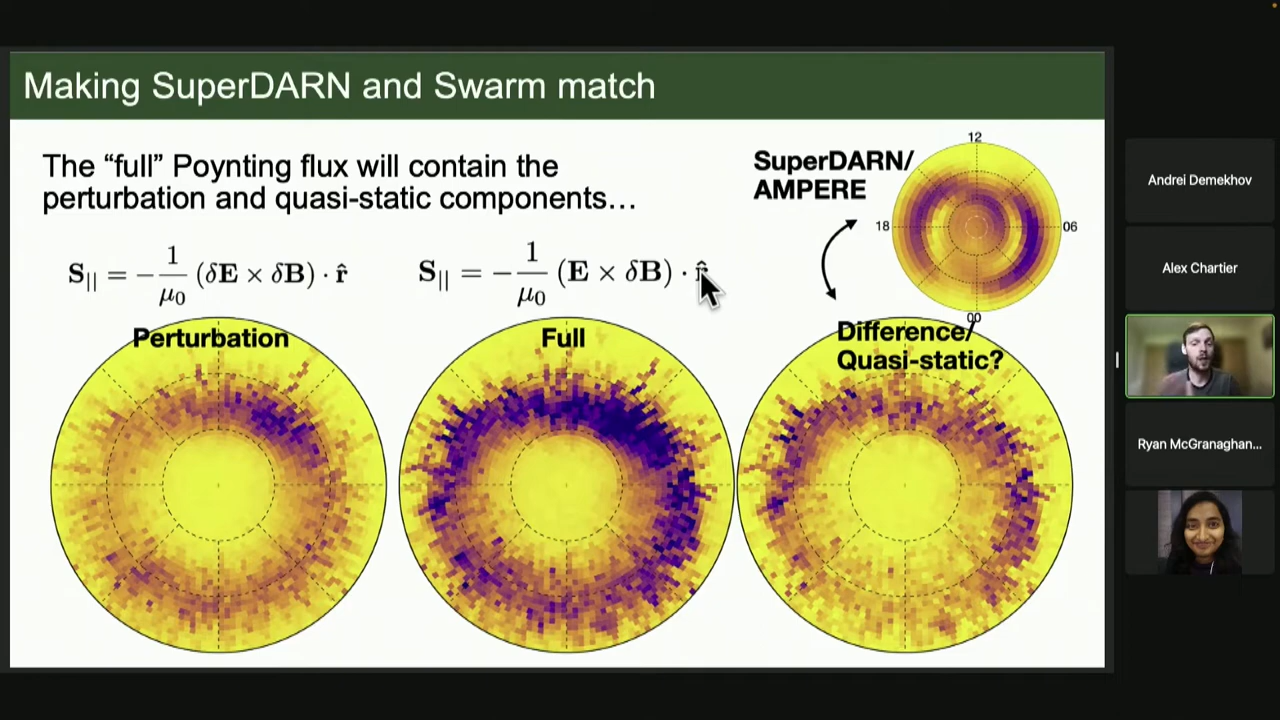 Making SuperDARN and Swarm match
The “full” Poynting flux will contain the
perturbation and quasi-static components…
S|| = −1/μ0 (δE × δB) · r̂
S|| = −1/μ0 (E × δB) · r̂
SuperDARN/
AMPERE
12
18
06
00
Perturbation
Full
Difference/
Quasi-static?
Andrei Demekhov
Alex Chartier
Ryan McGranaghan...